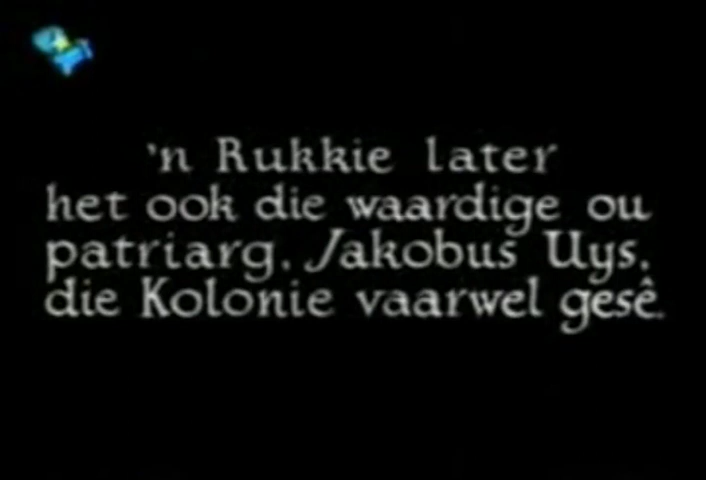 'n Rukkie later
het ook die waardige ou
patriarg, Jakobus Uys,
die Kolonie vaarwel gesê.